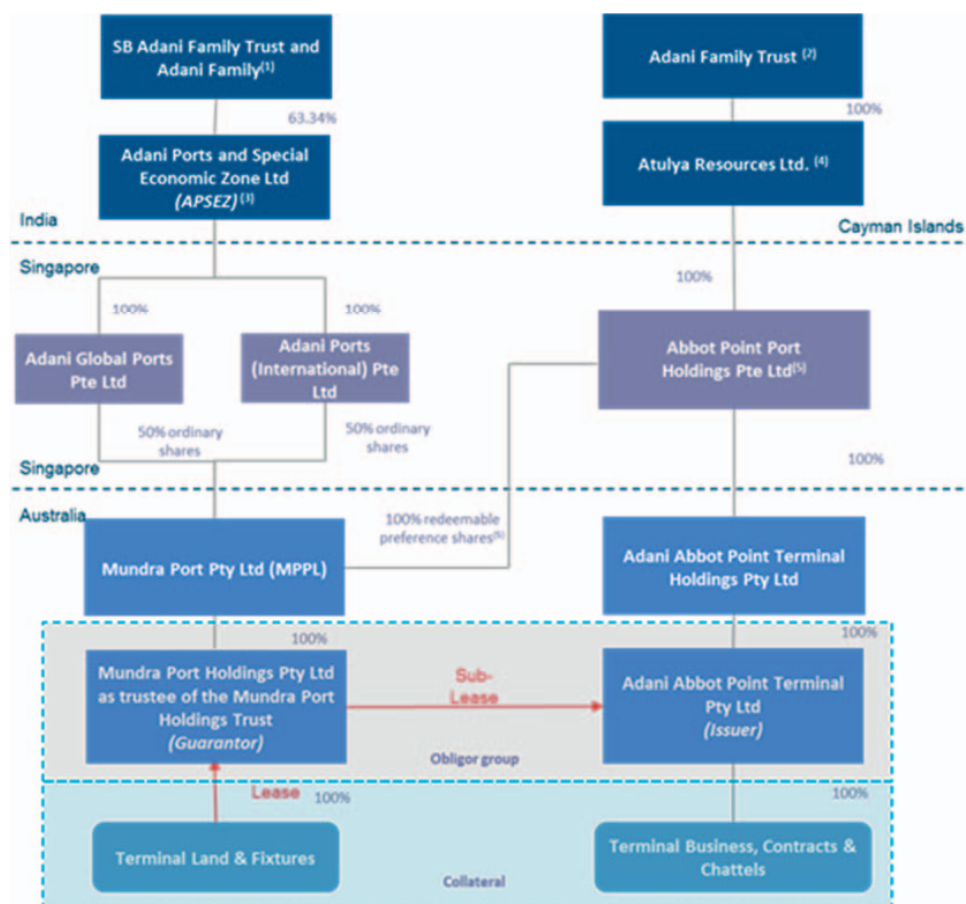 SB Adani Family Trust and
Adani Family(1)
Adani Family Trust (2)
63.34%
100%
Adani Ports and Special
Economic Zone Ltd
(APSEZ) (3)
Atulya Resources Ltd. (4)
India
Cayman Islands
Singapore
100%
100%
100%
Adani Global Ports
Pte Ltd
Adani Ports
(International) Pte
Ltd
Abbot Point Port
Holdings Pte Ltd(5)
50% ordinary
shares
50% ordinary
shares
100%
Singapore
Australia
100% redeemable
preference shares
Mundra Port Pty Ltd (MPPL)
Adani Abbot Point Terminal
Holdings Pty Ltd
100%
100%
Mundra Port Holdings Pty Ltd
as trustee of the Mundra Port
Holdings Trust
(Guarantor)
Sub-
Lease
Adani Abbot Point Terminal
Pty Ltd
(Issuer)
Obligor group
Lease
100%
100%
Terminal Land & Fixtures
Terminal Business, Contracts &
Chattels
Collateral